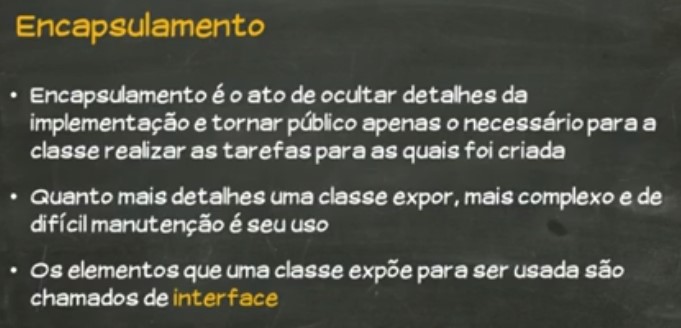 Encapsulamento
• Encapsulamento é o ato de ocultar detalhes da
implementação e tornar público apenas o necessário para a
classe realizar as tarefas para as quais foi criada
• Quanto mais detalhes uma classe expor, mais complexo e de
difícil manutenção é seu uso
• Os elementos que uma classe expõe para ser usada são
chamados de interface